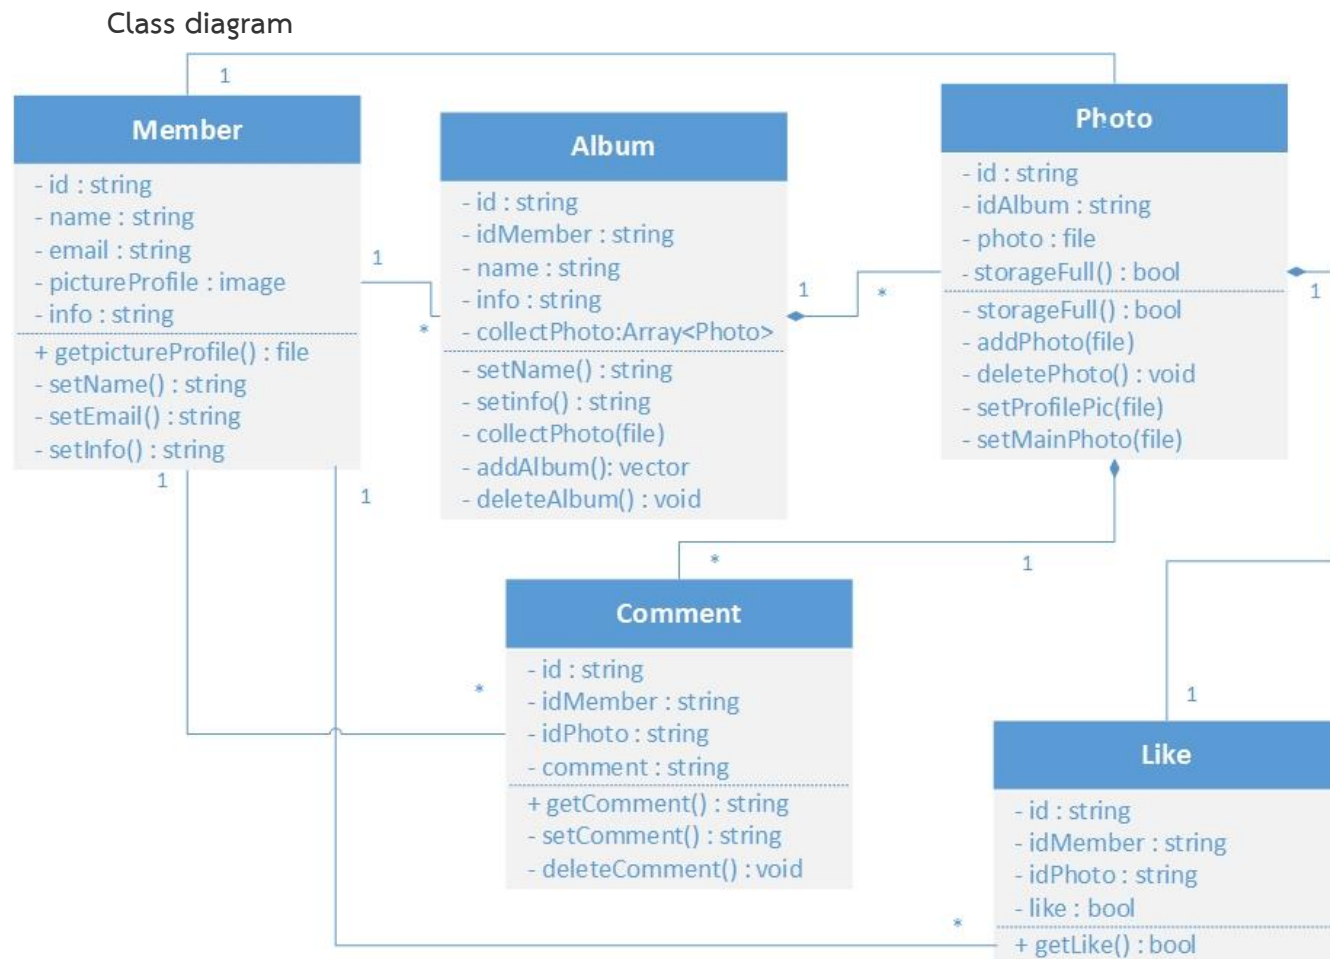 Class diagram
1
Member
- id : string
- name : string
- email : string
- pictureProfile : image
- info : string
+ getpictureProfile() : file
- setName() : string
- setEmail() : string
- setInfo() : string
1
*
1
1
Album
- id : string
- idMember : string
- name : string
- info : string
- collectPhoto:Array<Photo>
- setName() : string
- setinfo() : string
- collectPhoto(file)
- addAlbum(): vector
- deleteAlbum() : void
1
*
Photo
- id : string
- idAlbum : string
- photo : file
- storageFull() : bool
- storageFull() : bool
- addPhoto(file)
- deletePhoto() : void
- setProfilePic(file)
- setMainPhoto(file)
1
*
1
*
Comment
- id : string
- idMember : string
- idPhoto : string
- comment : string
+ getComment() : string
- setComment() : string
- deleteComment() : void
1
*
Like
- id : string
- idMember : string
- idPhoto : string
- like : bool
+ getLike() : bool